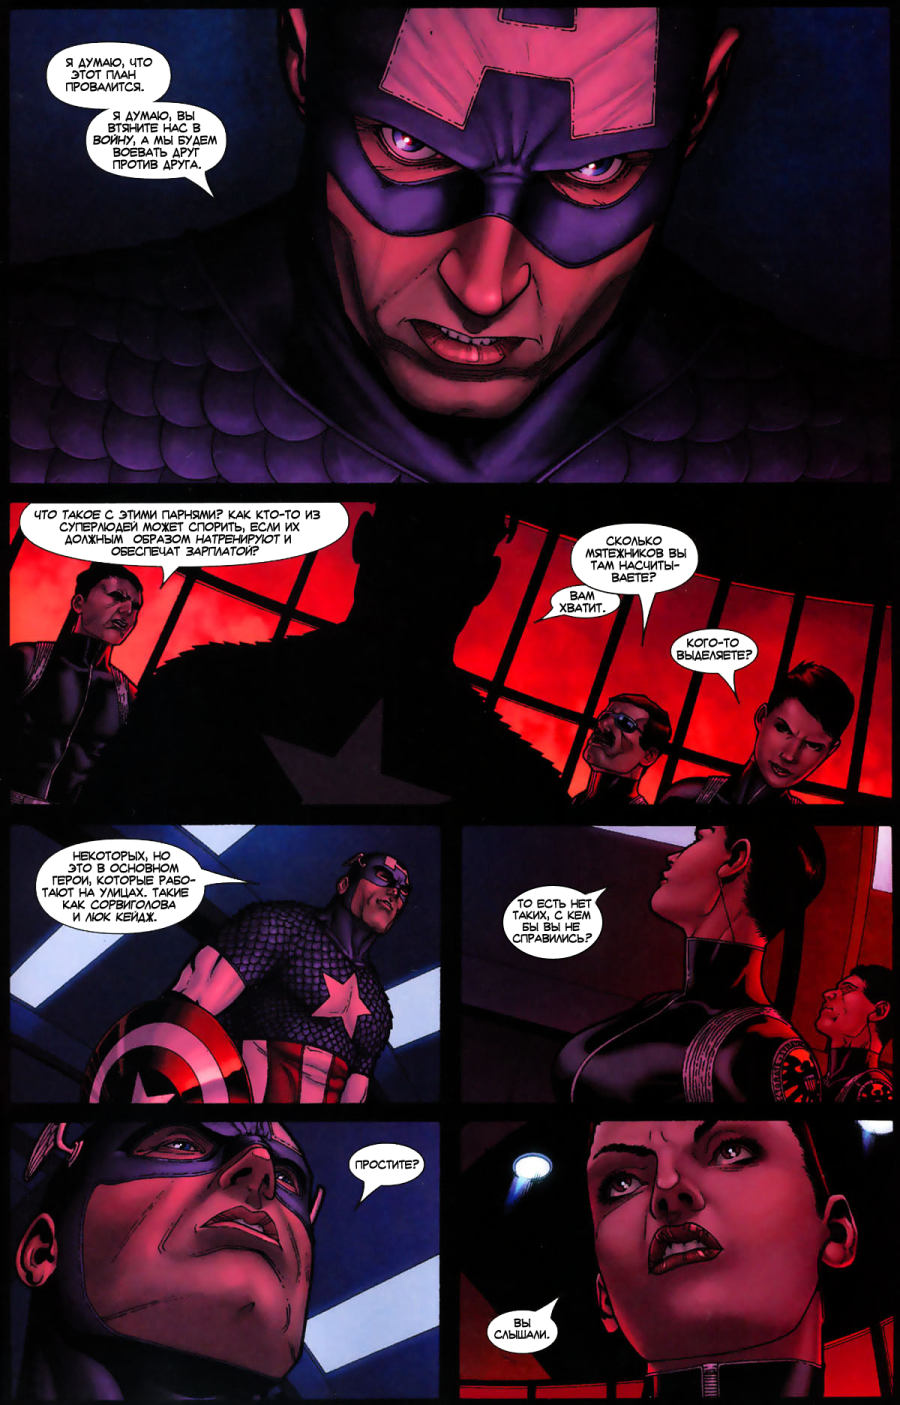 Я ДУМАЮ, ЧТО
ЭТОТ ПЛАН
ПРОВАЛИТСЯ.
Я ДУМАЮ, ВЫ
ВТЯНИТЕ НАС В
ВОЙНУ, А МЫ БУДЕМ
ВОЕВАТЬ ДРУГ
ПРОТИВ ДРУГА.
ЧТО ТАКОЕ С ЭТИМИ ПАРНЯМИ? КАК КТО-ТО ИЗ
СУПЕРЛЮДЕЙ МОЖЕТ СПОРИТЬ, ЕСЛИ ИХ
ДОЛЖНЫМ ОБРАЗОМ НАТРЕНИРУЮТ И
ОБЕСПЕЧАТ ЗАРПЛАТОЙ?
СКОЛЬКО
МЯТЕЖНИКОВ ВЫ
ТАМ НАСЧИТЫ-
ВАЕТЕ?
ВАМ
ХВАТИТ.
КОГО-ТО
ВЫДЕЛЯЕТЕ?
НЕКОТОРЫХ, НО
ЭТО В ОСНОВНОМ
ГЕРОИ, КОТОРЫЕ РАБО-
ТАЮТ НА УЛИЦАХ. ТАКИЕ
КАК СОРВИГОЛОВА
И ЛЮК КЕЙДЖ.
ТО ЕСТЬ НЕТ
ТАКИХ, С КЕМ
БЫ ВЫ НЕ
СПРАВИЛИСЬ?
ПРОСТИТЕ?
ВЫ
СЛЫШАЛИ.